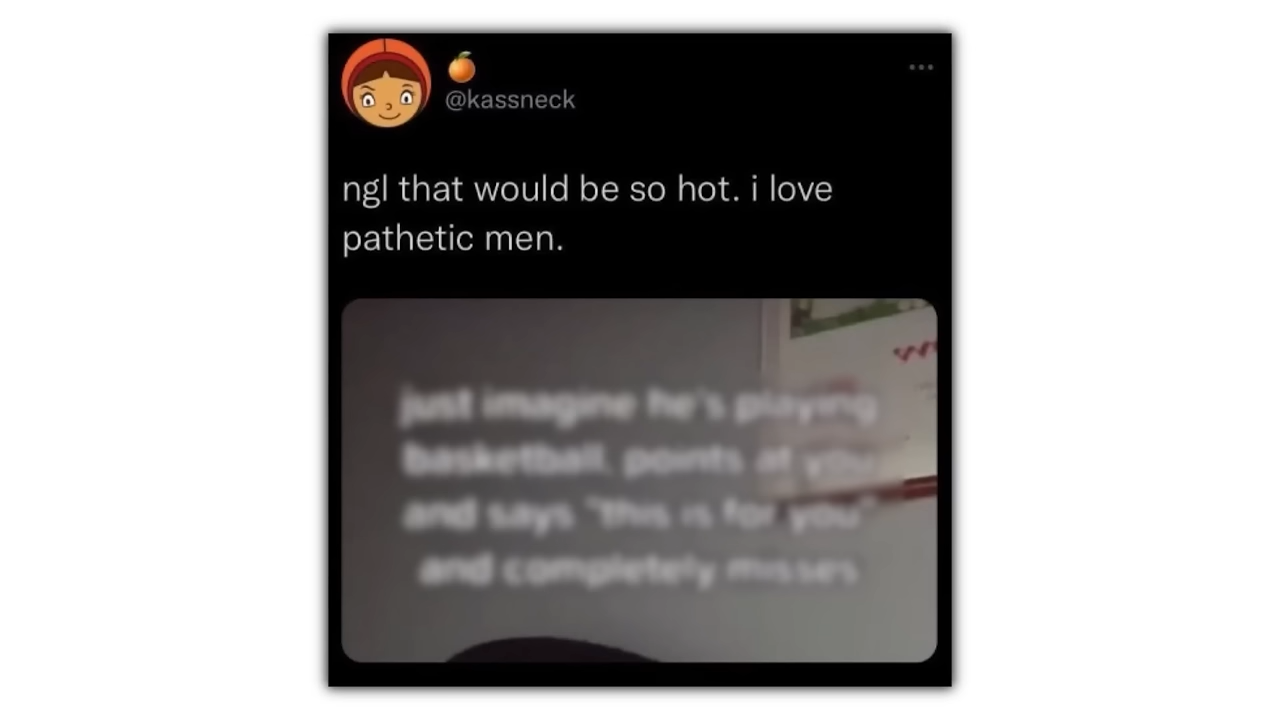 🍊
@kassneck
ngl that would be so hot. i love
pathetic men.
just imagine he's playing
basketball, points at you
and says "this is for you"
and completely misses